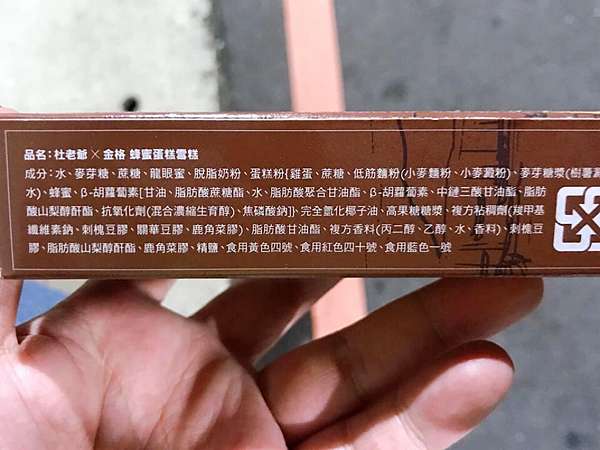 品名：杜老爺 × 金格 蜂蜜蛋糕雪糕
成分：水、麥芽糖、蔗糖、龍眼蜜、脫脂奶粉、蛋糕粉{雞蛋、蔗糖、低筋麵粉(小麥麵粉、小麥澱粉)、麥芽糖漿(樹薯澱
水)、蜂蜜、β-胡蘿蔔素[甘油、脂肪酸蔗糖酯、水、脂肪酸聚合甘油酯、β-胡蘿蔔素、中鏈三酸甘油酯、脂肪
酸山梨醇酐酯、抗氧化劑(混合濃縮生育醇)、焦磷酸鈉]}、完全氫化椰子油、高果糖糖漿、複方粘稠劑(羧甲基
纖維素鈉、刺槐豆膠、關華豆膠、鹿角菜膠)、脂肪酸甘油酯、複方香料(丙二醇、乙醇、水、香料)、刺槐豆
膠、脂肪酸山梨醇酐酯、鹿角菜膠、精鹽、食用黃色四號、食用紅色四十號、食用藍色一號